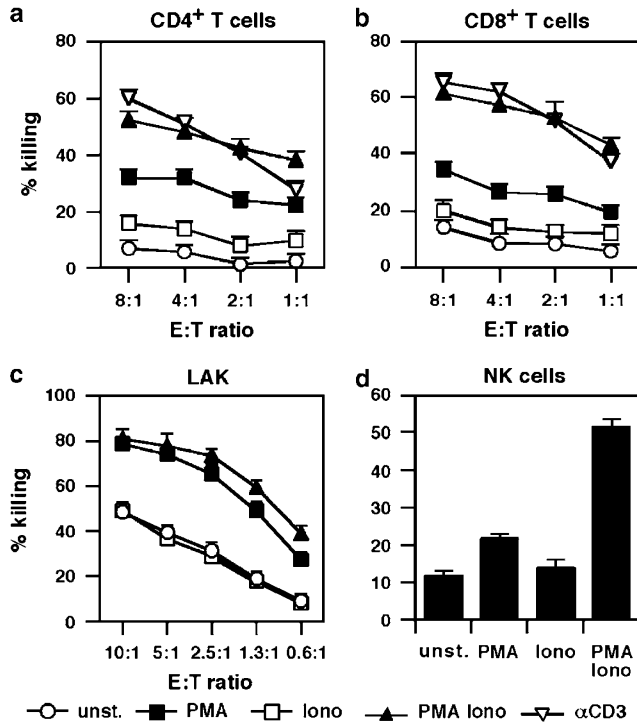 a CD4⁺ T cells
% killing
80
60
40
20
0
8:1 4:1 2:1 1:1
E:T ratio
b CD8⁺ T cells
80
60
40
20
0
8:1 4:1 2:1 1:1
E:T ratio
c LAK
% killing
100
80
60
40
20
0
10:1 5:1 2.5:1 1.3:1 0.6:1
E:T ratio
d NK cells
60
50
40
30
20
10
0
unst. PMA Iono PMA
Iono
unst. PMA Iono PMA Iono αCD3